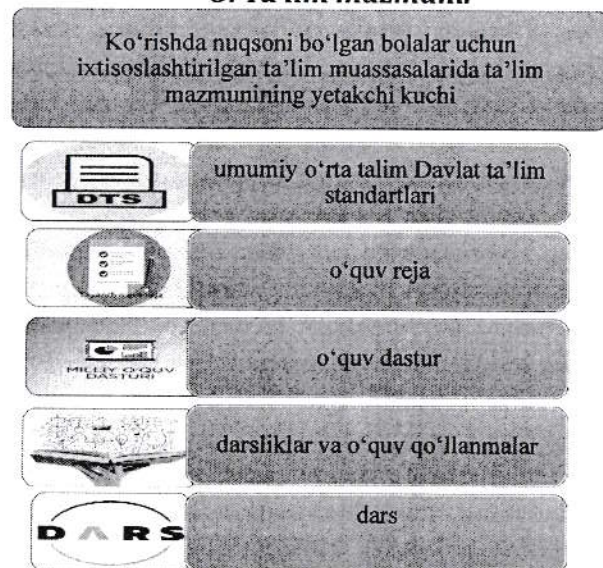 Ko‘rishda nuqsoni bo‘lgan bolalar uchun
ixtisoslashtirilgan ta’lim muassasalarida ta’lim
mazmunining yetakchi kuchi
DTS
umumiy o‘rta talim Davlat ta’lim
standartlari
o‘quv reja
MILLIY O‘QUV
DASTURI
o‘quv dastur
darsliklar va o‘quv qo‘llanmalar
DARS
dars